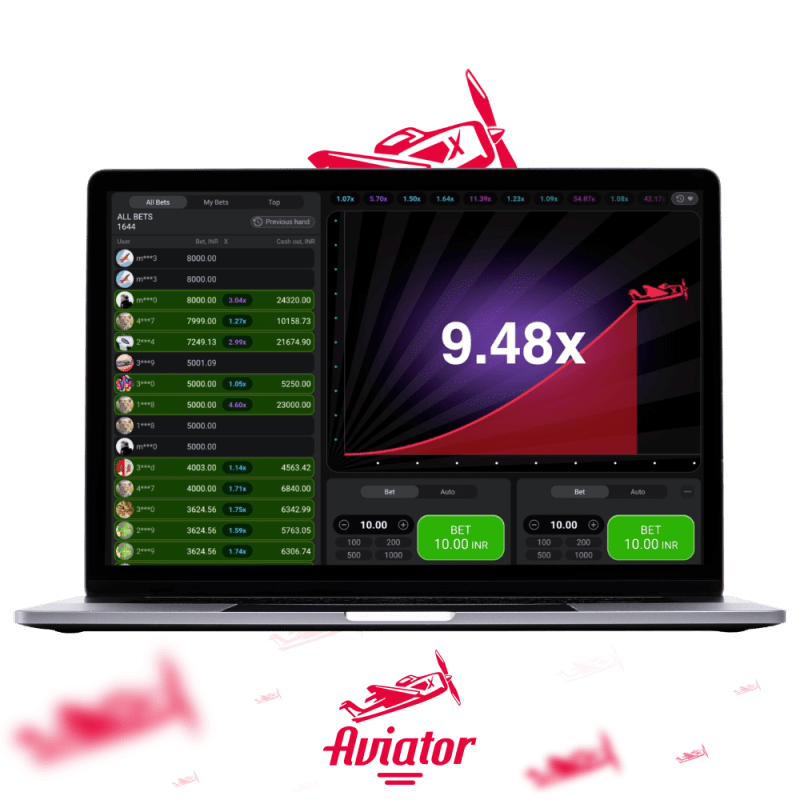 All Bets My Bets Top
ALL BETS
1644
Previous hand
User Bet, INR X Cash out, INR
m***3 8000.00
m***3 8000.00
m***0 8000.00 3.04x 24320.00
4***7 7999.00 1.27x 10158.73
2***4 7249.13 2.99x 21674.90
3***9 5001.09
3***0 5000.00 1.05x 5250.00
1***8 5000.00 4.60x 23000.00
1***8 5000.00
m***0 5000.00
3***d 4003.00 1.14x 4563.42
4***7 4000.00 1.71x 6840.00
3***0 3624.56 1.75x 6342.99
2***9 3624.56 1.59x 5763.05
2***9 3624.56 1.74x 6306.74
1.07x 5.70x 1.50x 1.64x 11.39x 1.23x 1.09x 54.87x 1.08x 42.17
X
9.48x
Bet Auto
10.00
100 200
500 1000
BET
10.00 INR
Bet Auto
10.00
100 200
500 1000
BET
10.00 INR
X
Aviator